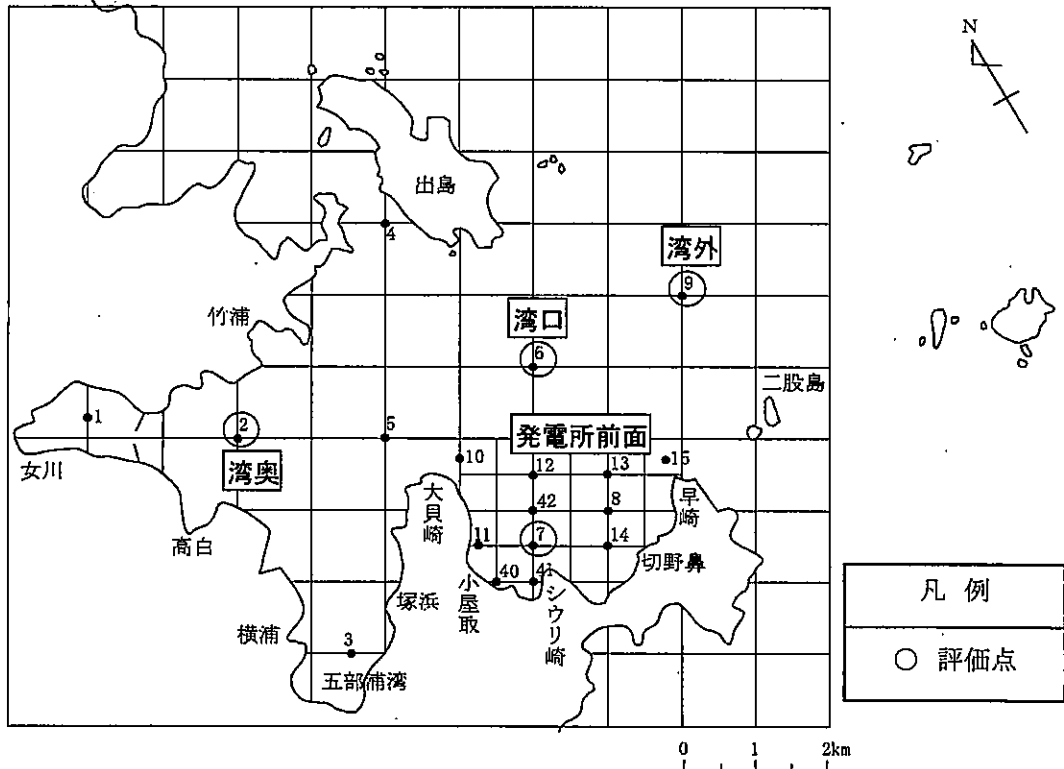 N
出島
4
湾外
9
竹浦
湾口
6
二股島
1
2
5
発電所前面
女川
湾奥
10
12
13
15
大貝崎
42
8
早崎
高白
11
7
14
切野鼻
小屋取
40
41
シウリ崎
塚浜
横浦
3
五部浦湾
凡例
○ 評価点
0 1 2km